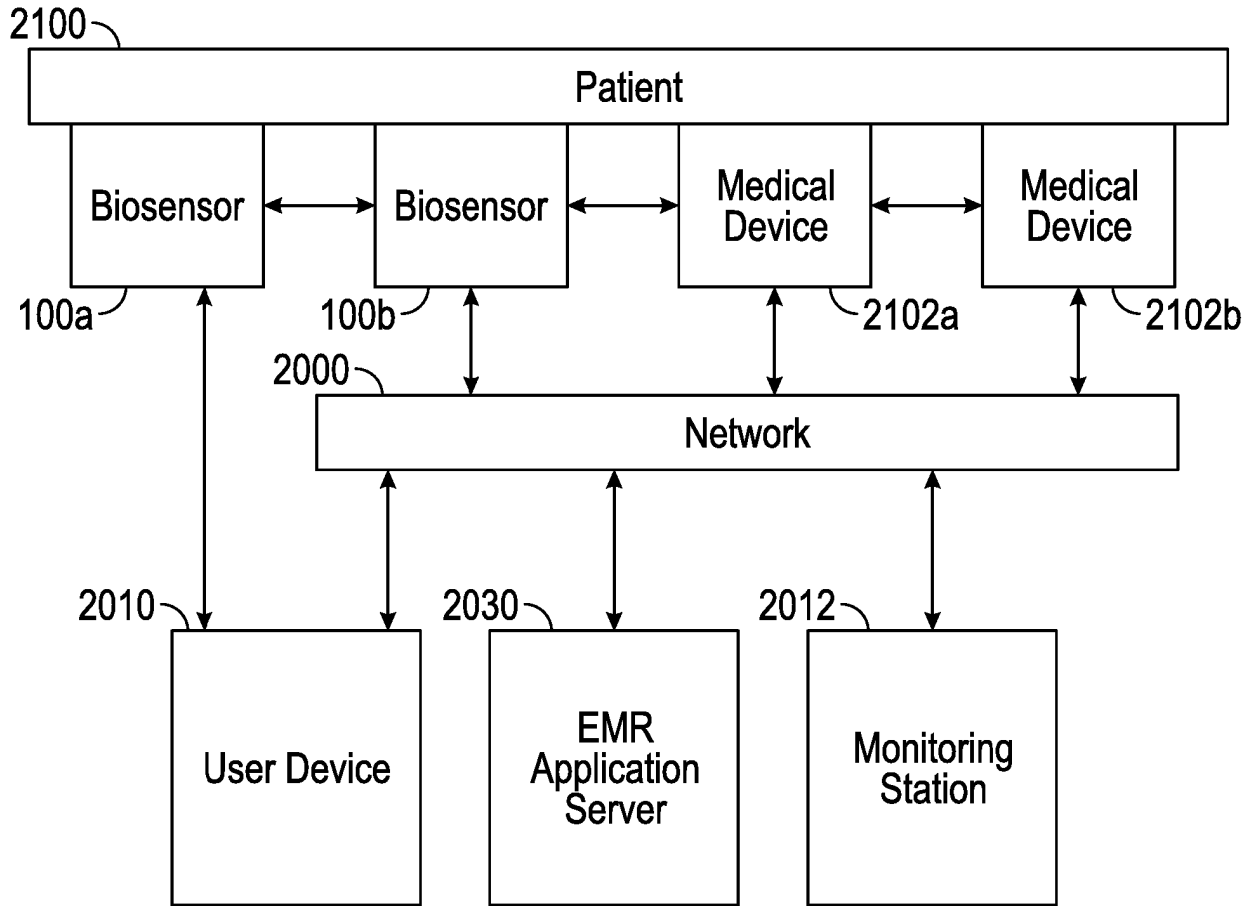 2100
Patient
Biosensor
Biosensor
Medical
Device
Medical
Device
100a
100b
2102a
2102b
2000
Network
2010
2030
2012
User Device
EMR
Application
Server
Monitoring
Station